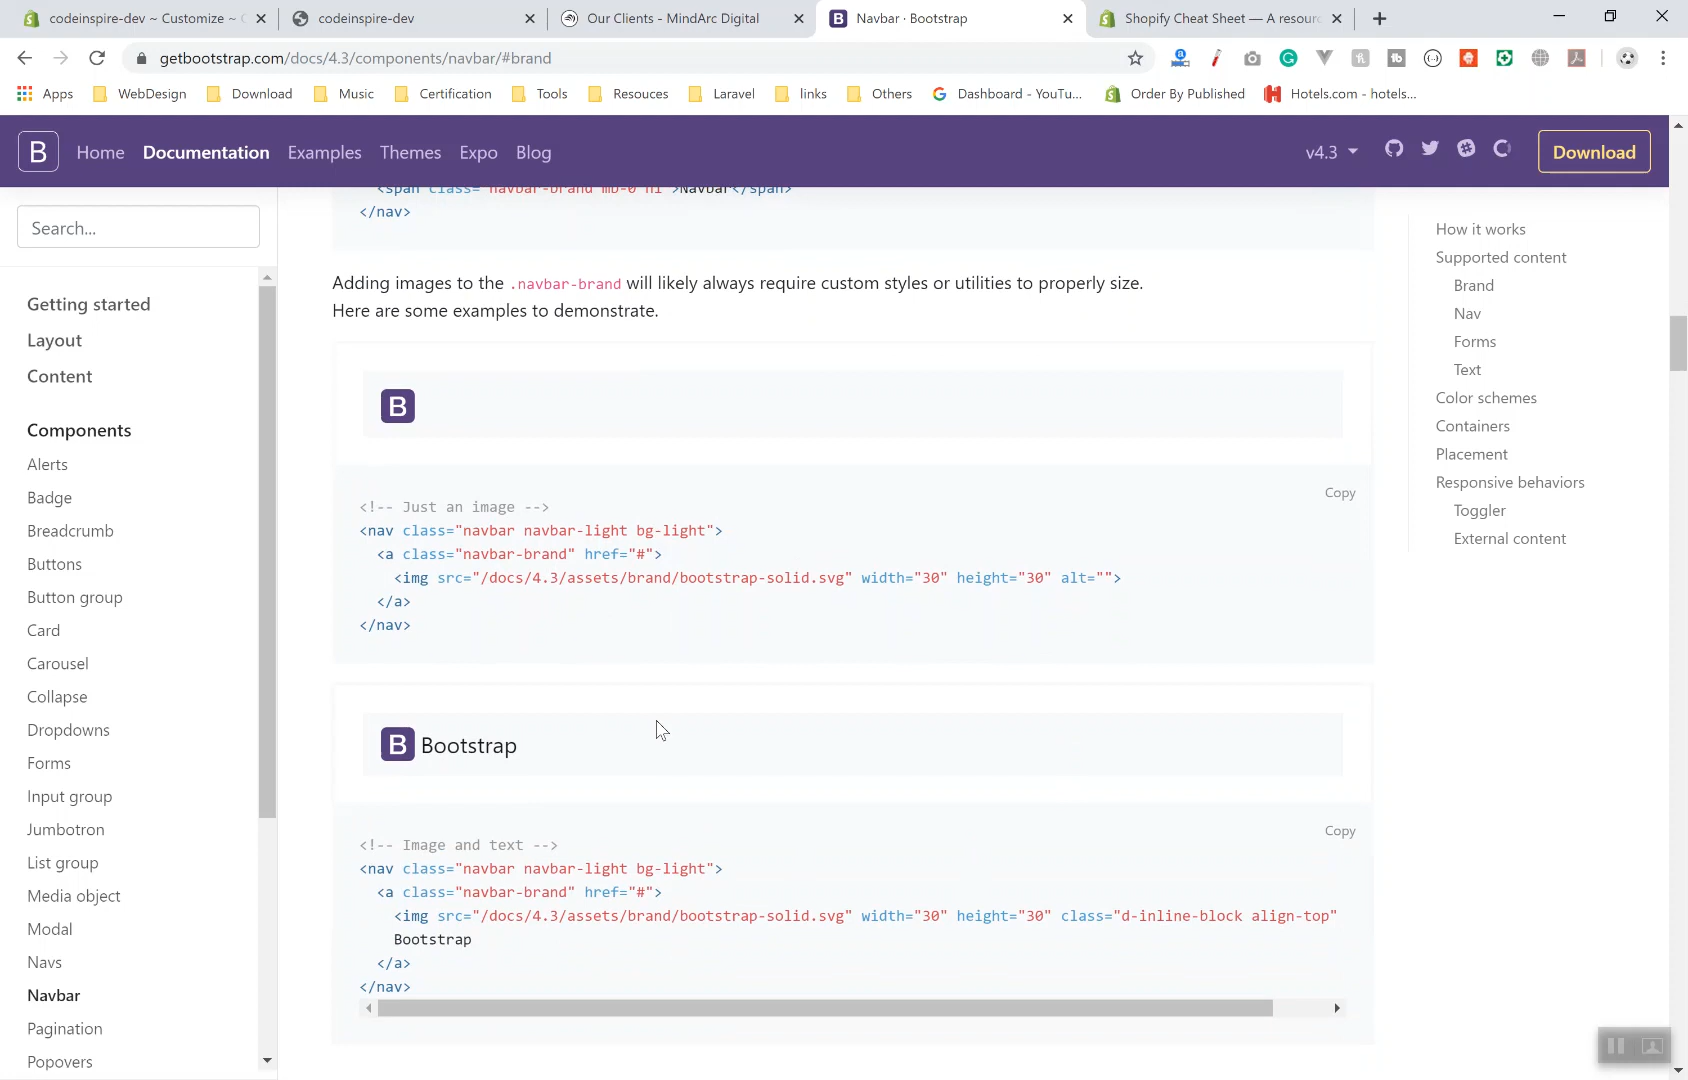 codeinspire-dev ~ Customize ~
codeinspire-dev
Our Clients - MindArc Digital
Navbar · Bootstrap
Shopify Cheat Sheet — A resourc
getbootstrap.com/docs/4.3/components/navbar/#brand
Apps
WebDesign
Download
Music
Certification
Tools
Resouces
Laravel
links
Others
Dashboard - YouTu...
Order By Published
Hotels.com - hotels...
B
Home
Documentation
Examples
Themes
Expo
Blog
v4.3
Download
Search...
Getting started
Layout
Content
Components
Alerts
Badge
Breadcrumb
Buttons
Button group
Card
Carousel
Collapse
Dropdowns
Forms
Input group
Jumbotron
List group
Media object
Modal
Navs
Navbar
Pagination
Popovers
<span class="navbar-brand mb-0 h1">Navbar</span>
</nav>
Adding images to the .navbar-brand will likely always require custom styles or utilities to properly size.
Here are some examples to demonstrate.
B
Copy
<!-- Just an image -->
<nav class="navbar navbar-light bg-light">
<a class="navbar-brand" href="#">
<img src="/docs/4.3/assets/brand/bootstrap-solid.svg" width="30" height="30" alt="">
</a>
</nav>
B Bootstrap
Copy
<!-- Image and text -->
<nav class="navbar navbar-light bg-light">
<a class="navbar-brand" href="#">
<img src="/docs/4.3/assets/brand/bootstrap-solid.svg" width="30" height="30" class="d-inline-block align-top"
Bootstrap
</a>
</nav>
How it works
Supported content
Brand
Nav
Forms
Text
Color schemes
Containers
Placement
Responsive behaviors
Toggler
External content